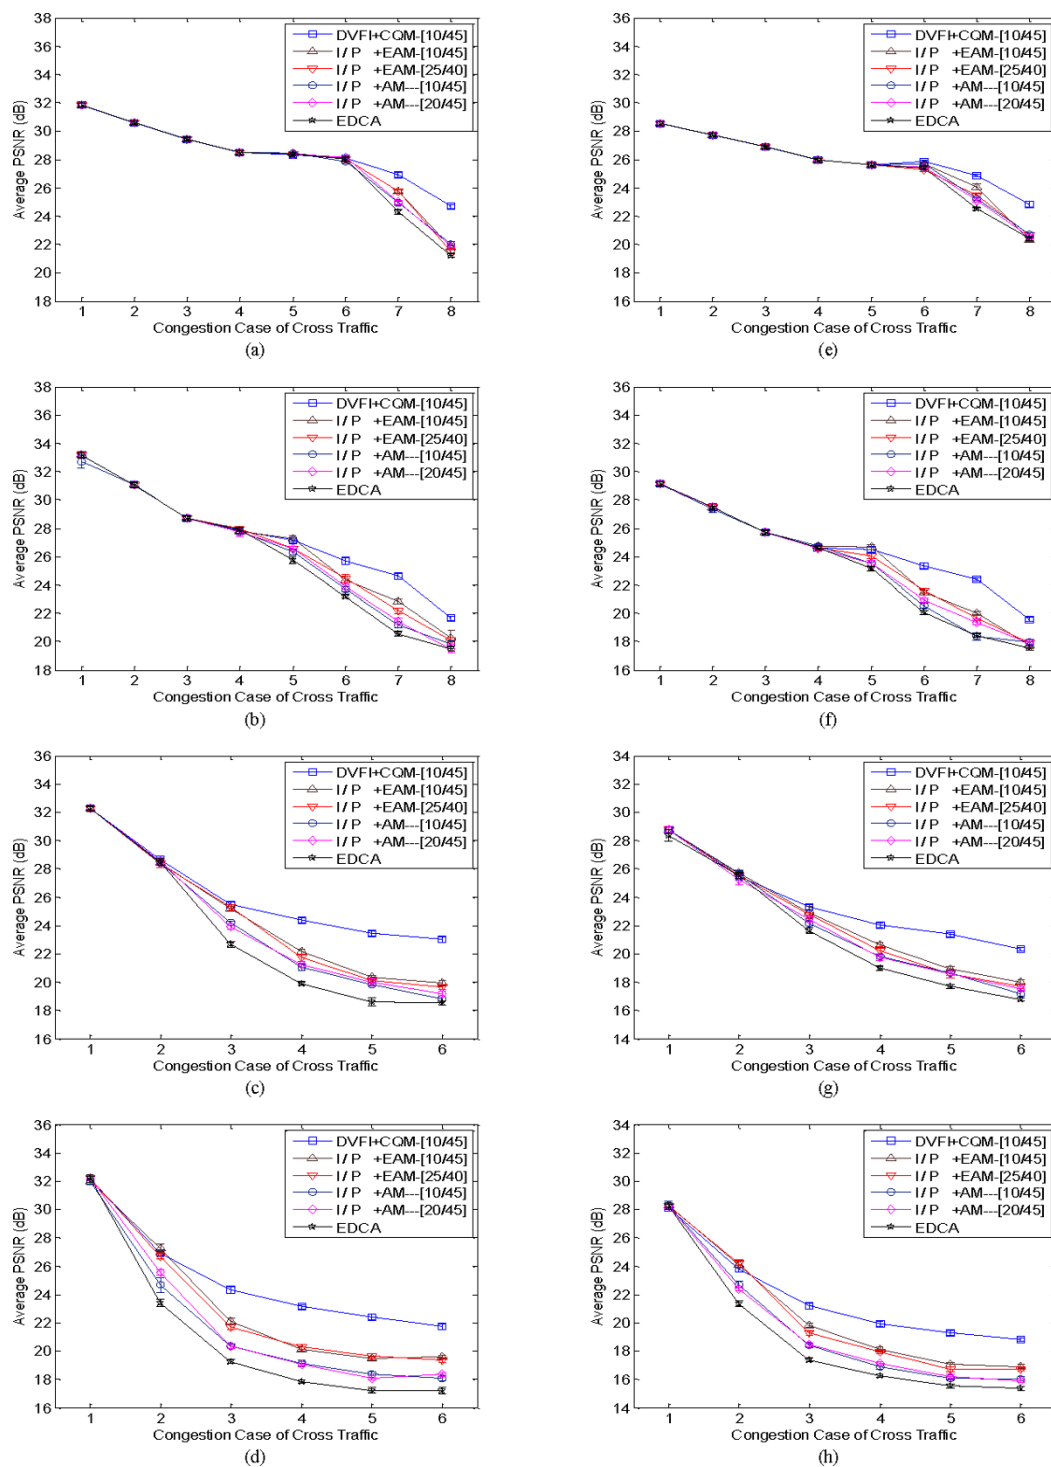 38
36
34
32
30
28
26
24
22
20
18
Average PSNR (dB)
DVFI+CQM-[10/45]
I / P +EAM-[10/45]
I / P +EAM-[25/40]
I / P +AM---[10/45]
I / P +AM---[20/45]
EDCA
1 2 3 4 5 6 7 8
Congestion Case of Cross Traffic
(a)
38
36
34
32
30
28
26
24
22
20
18
16
Average PSNR (dB)
DVFI+CQM-[10/45]
I / P +EAM-[10/45]
I / P +EAM-[25/40]
I / P +AM---[10/45]
I / P +AM---[20/45]
EDCA
1 2 3 4 5 6 7 8
Congestion Case of Cross Traffic
(e)
38
36
34
32
30
28
26
24
22
20
18
Average PSNR (dB)
DVFI+CQM-[10/45]
I / P +EAM-[10/45]
I / P +EAM-[25/40]
I / P +AM---[10/45]
I / P +AM---[20/45]
EDCA
1 2 3 4 5 6 7 8
Congestion Case of Cross Traffic
(b)
36
34
32
30
28
26
24
22
20
18
16
Average PSNR (dB)
DVFI+CQM-[10/45]
I / P +EAM-[10/45]
I / P +EAM-[25/40]
I / P +AM---[10/45]
I / P +AM---[20/45]
EDCA
1 2 3 4 5 6 7 8
Congestion Case of Cross Traffic
(f)
36
34
32
30
28
26
24
22
20
18
16
Average PSNR (dB)
DVFI+CQM-[10/45]
I / P +EAM-[10/45]
I / P +EAM-[25/40]
I / P +AM---[10/45]
I / P +AM---[20/45]
EDCA
1 2 3 4 5 6
Congestion Case of Cross Traffic
(c)
34
32
30
28
26
24
22
20
18
16
14
Average PSNR (dB)
DVFI+CQM-[10/45]
I / P +EAM-[10/45]
I / P +EAM-[25/40]
I / P +AM---[10/45]
I / P +AM---[20/45]
EDCA
1 2 3 4 5 6
Congestion Case of Cross Traffic
(g)
36
34
32
30
28
26
24
22
20
18
16
Average PSNR (dB)
DVFI+CQM-[10/45]
I / P +EAM-[10/45]
I / P +EAM-[25/40]
I / P +AM---[10/45]
I / P +AM---[20/45]
EDCA
1 2 3 4 5 6
Congestion Case of Cross Traffic
(d)
34
32
30
28
26
24
22
20
18
16
14
Average PSNR (dB)
DVFI+CQM-[10/45]
I / P +EAM-[10/45]
I / P +EAM-[25/40]
I / P +AM---[10/45]
I / P +AM---[20/45]
EDCA
1 2 3 4 5 6
Congestion Case of Cross Traffic
(h)